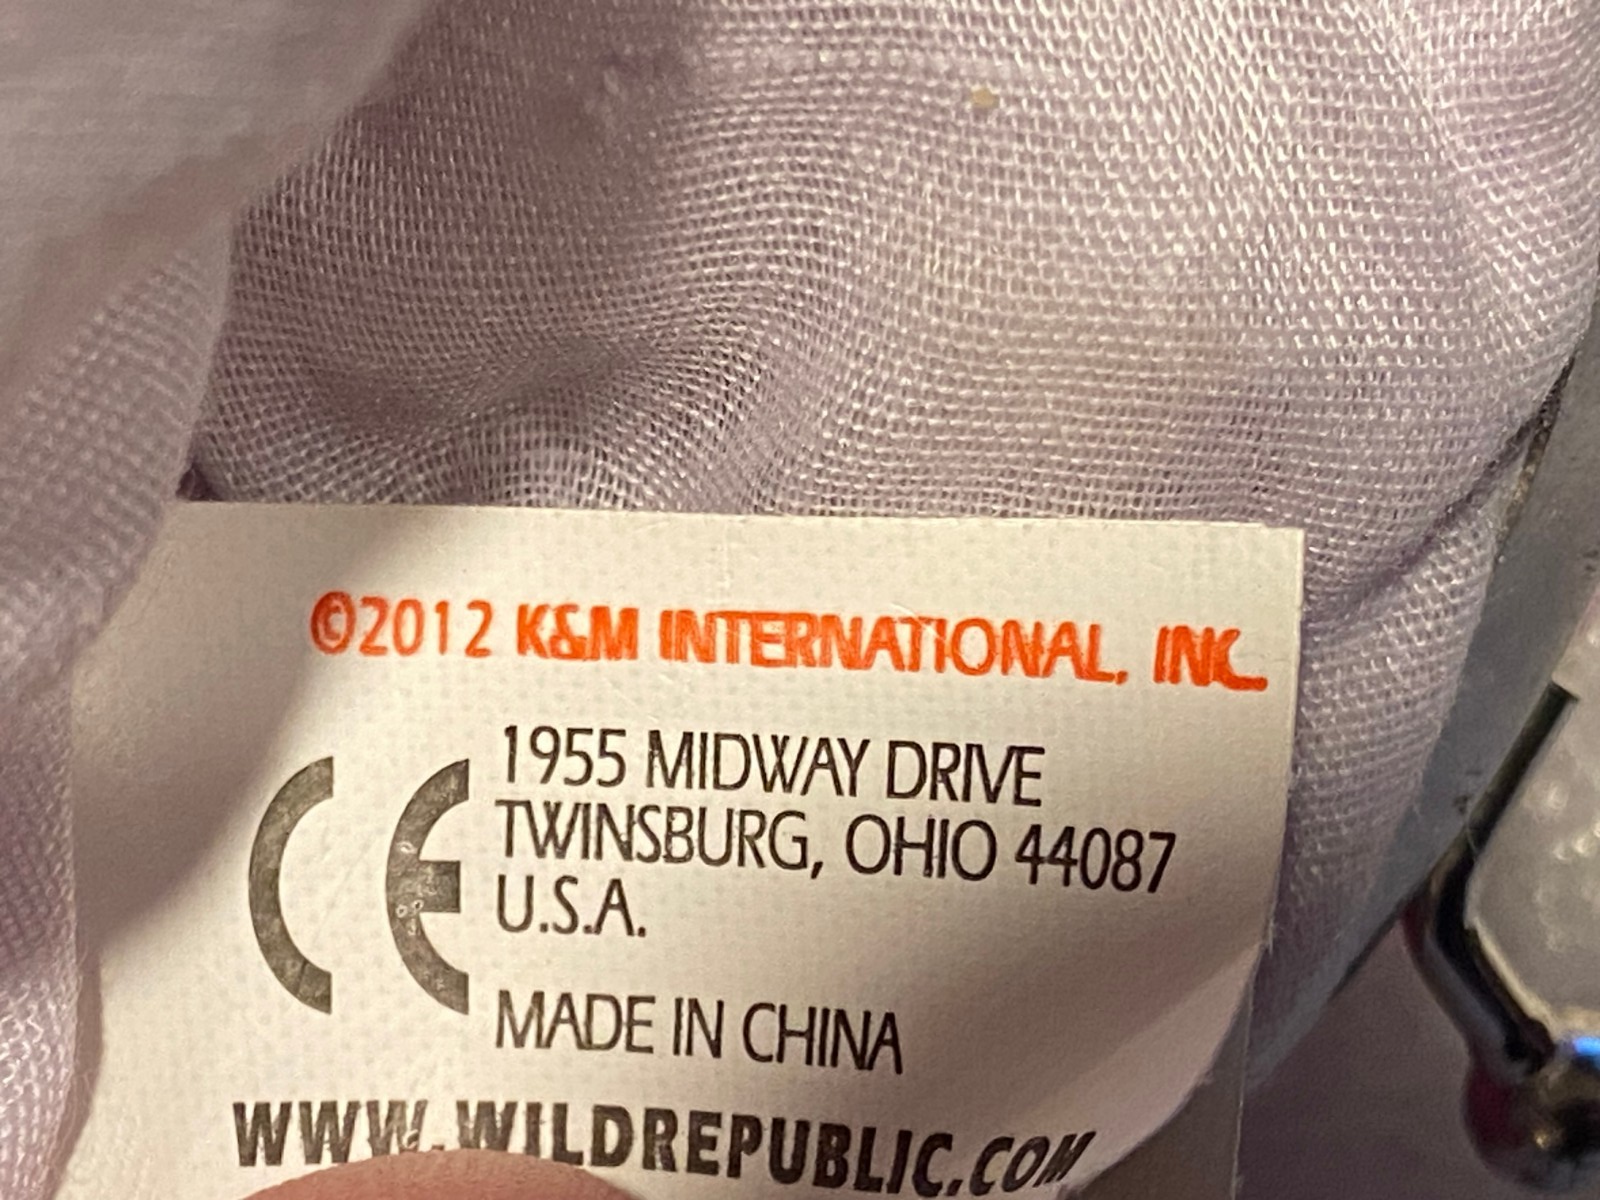 ©2012 K&M INTERNATIONAL, INC.
CE
1955 MIDWAY DRIVE
TWINSBURG, OHIO 44087
U.S.A.
MADE IN CHINA
WWW.WILDREPUBLIC.COM